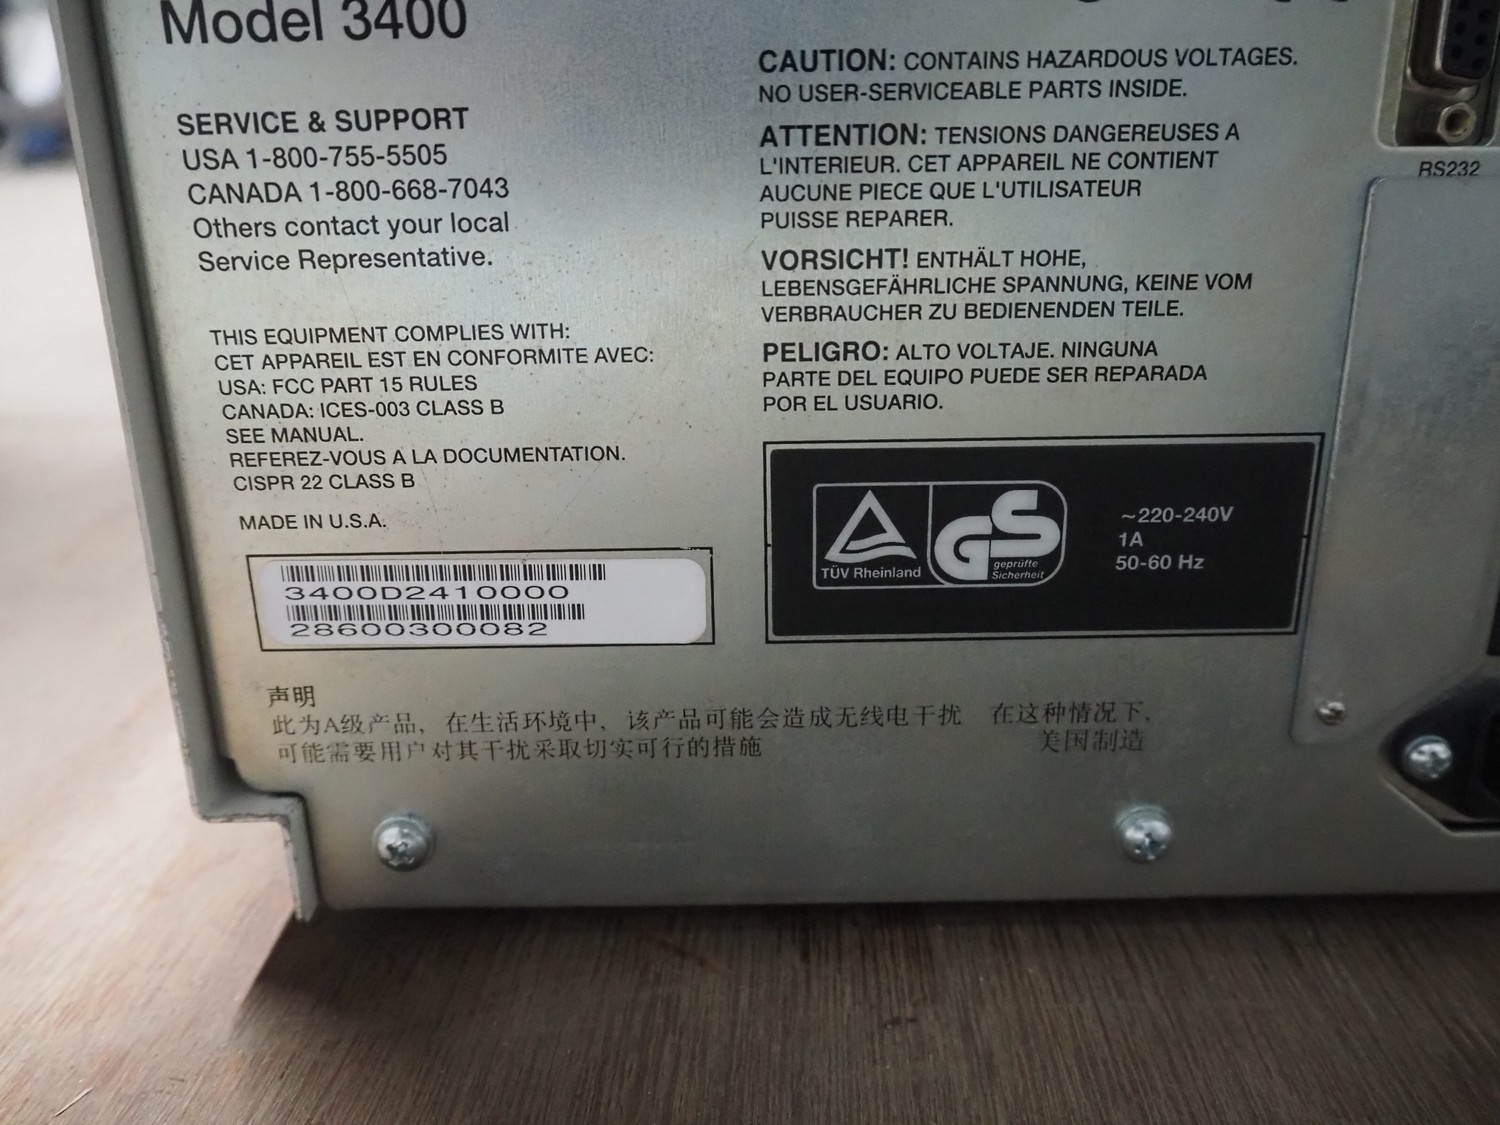 Model 3400
SERVICE & SUPPORT
USA 1-800-755-5505
CANADA 1-800-668-7043
Others contact your local
Service Representative.
THIS EQUIPMENT COMPLIES WITH:
CET APPAREIL EST EN CONFORMITE AVEC:
USA: FCC PART 15 RULES
CANADA: ICES-003 CLASS B
SEE MANUAL.
REFEREZ-VOUS A LA DOCUMENTATION.
CISPR 22 CLASS B
MADE IN U.S.A.
3400D2410000
28600300082
CAUTION: CONTAINS HAZARDOUS VOLTAGES.
NO USER-SERVICEABLE PARTS INSIDE.
ATTENTION: TENSIONS DANGEREUSES A
L'INTERIEUR. CET APPAREIL NE CONTIENT
AUCUNE PIECE QUE L'UTILISATEUR
PUISSE REPARER.
VORSICHT! ENTHÄLT HOHE,
LEBENSGEFÄHRLICHE SPANNUNG, KEINE VOM
VERBRAUCHER ZU BEDIENENDEN TEILE.
PELIGRO: ALTO VOLTAJE. NINGUNA
PARTE DEL EQUIPO PUEDE SER REPARADA
POR EL USUARIO.
TÜV Rheinland
GS
geprüfte
Sicherheit
~220-240V
1A
50-60 Hz
RS232
声明
此为A级产品，在生活环境中，该产品可能会造成无线电干扰 在这种情况下，
可能需要用户对其干扰采取切实可行的措施 美国制造